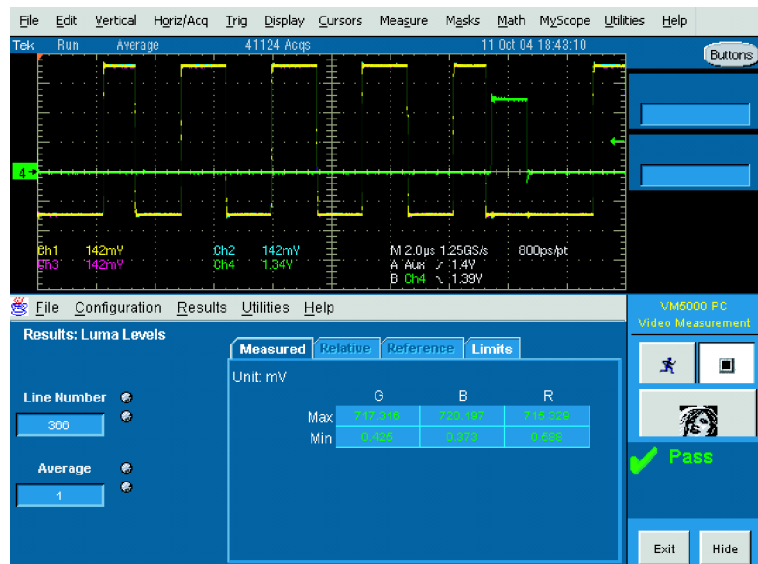 File Edit Vertical Horiz/Acq Trig Display Cursors Measure Masks Math MyScope Utilities Help
Tek Run Average 41124 Acqs 11 Oct 04 18:43:10
Buttons
4
Ch1 142mV Ch2 142mV M 2.0µs 1.25GS/s 800ps/pt
Ch3 142mV Ch4 1.34V A Aux 1.4V
B Ch4 1.39V
File Configuration Results Utilities Help
VM5000 PC
Video Measurement
Results: Luma Levels
Measured Relative Reference Limits
Unit: mV
G B R
Line Number
300
Max 717.316 715.329
Min 0.425 0.373
Average
1
Pass
Exit Hide